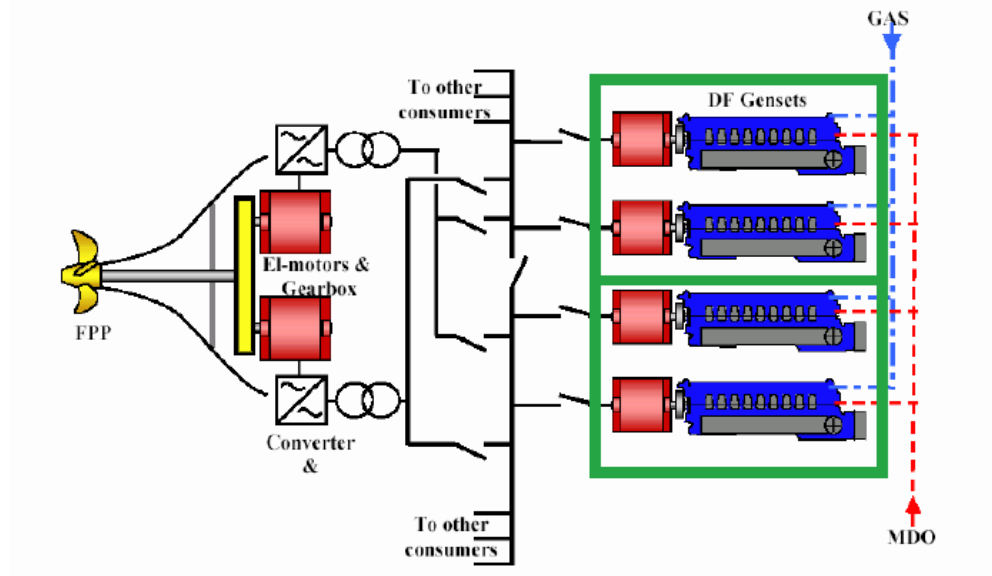 GAS
To other
consumers
DF Gensets
El-motors &
Gearbox
FPP
Converter
&
To other
consumers
MDO